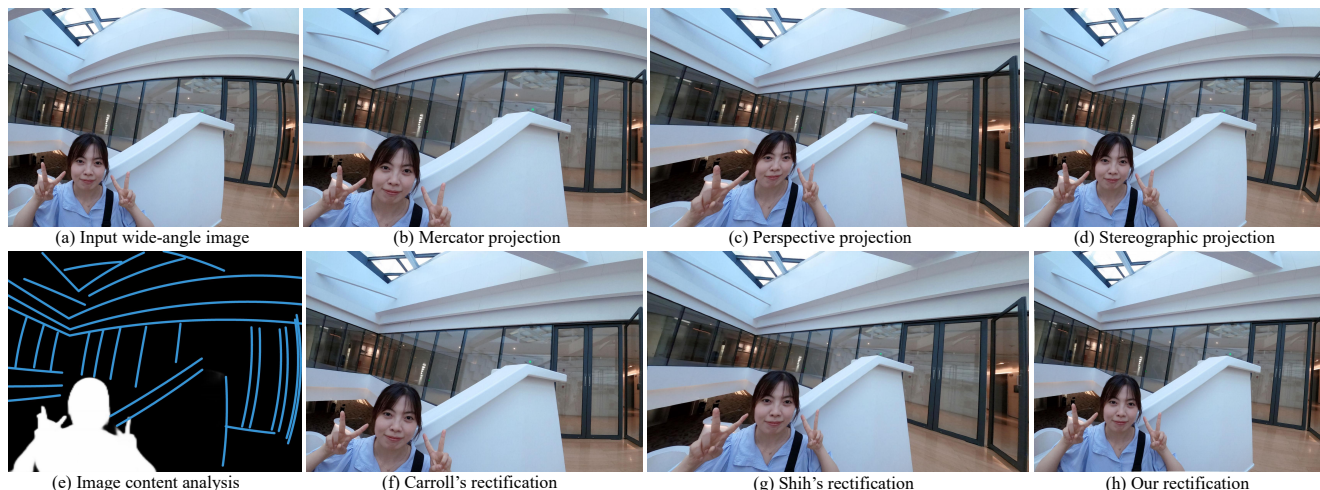 (a) Input wide-angle image
(b) Mercator projection
(c) Perspective projection
(d) Stereographic projection
(e) Image content analysis
(f) Carroll’s rectification
(g) Shih’s rectification
(h) Our rectification